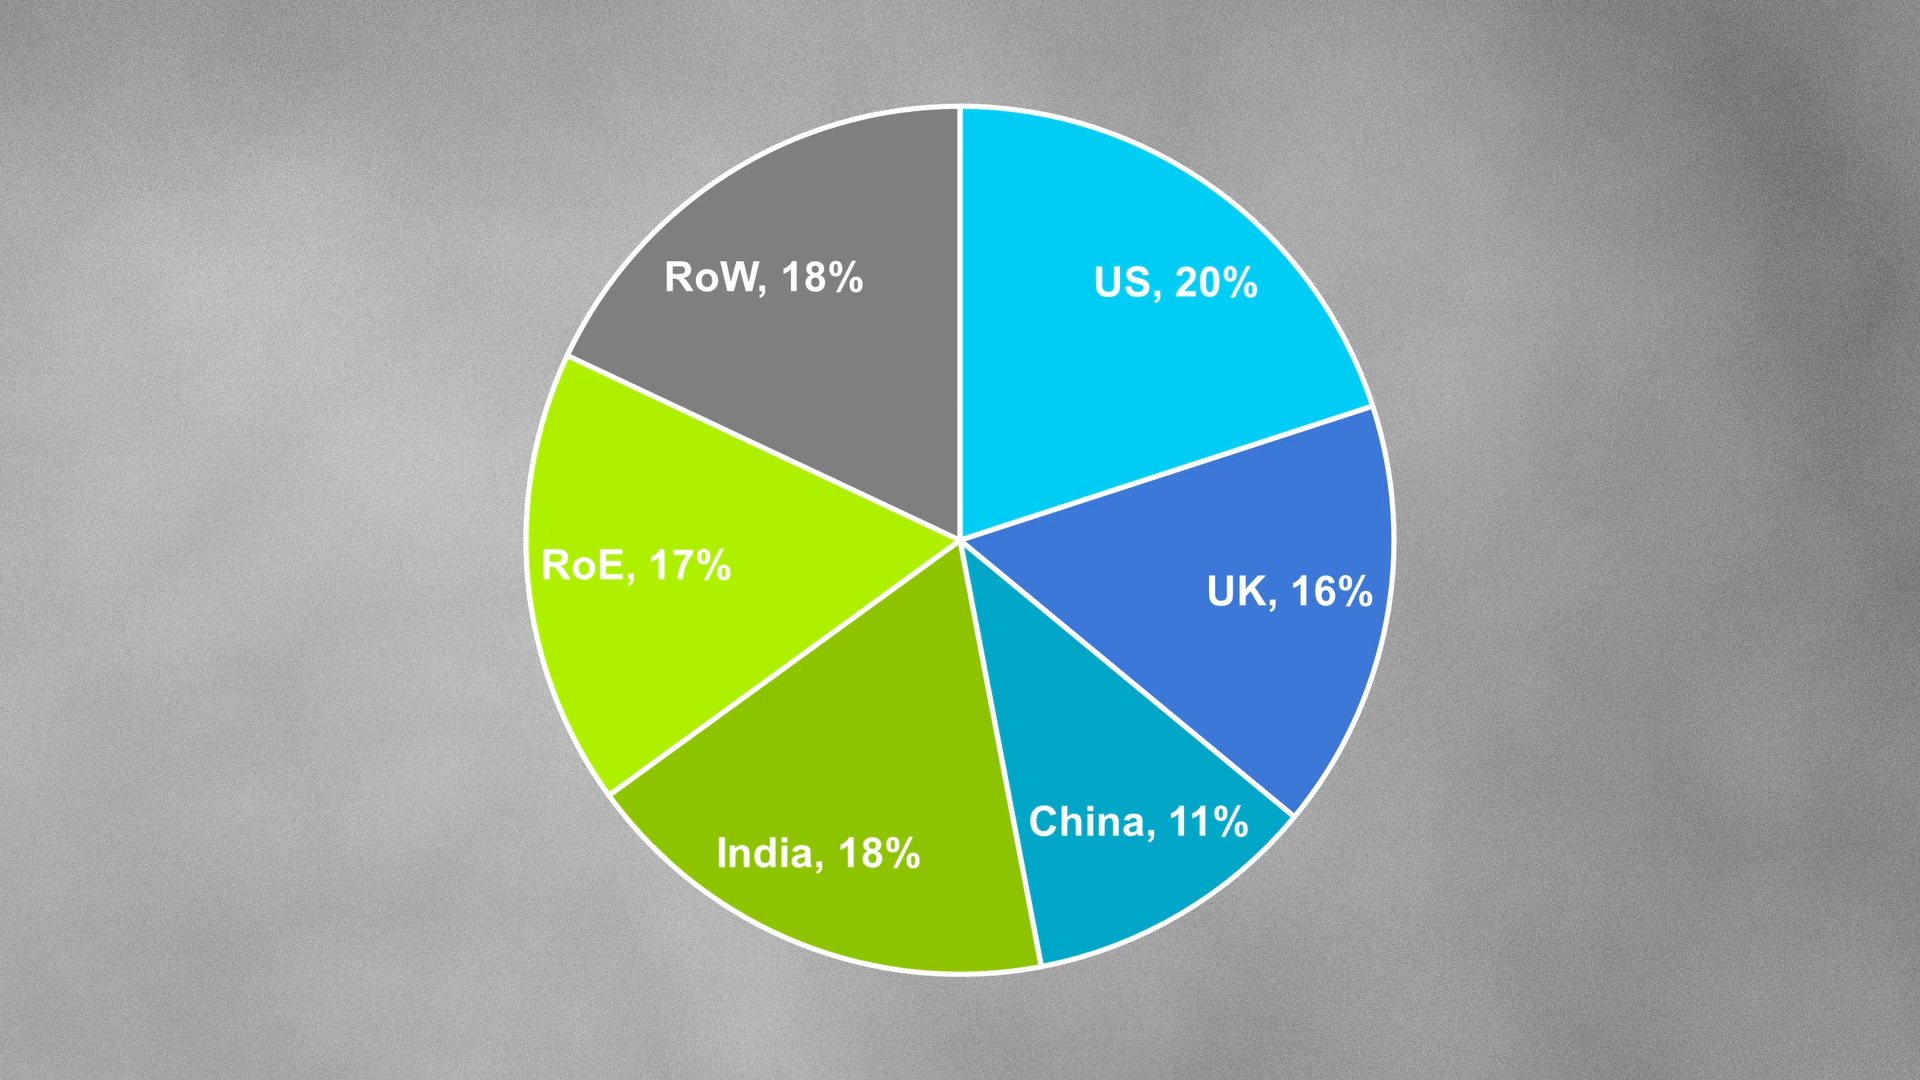 RoW, 18%
US, 20%
RoE, 17%
UK, 16%
China, 11%
India, 18%